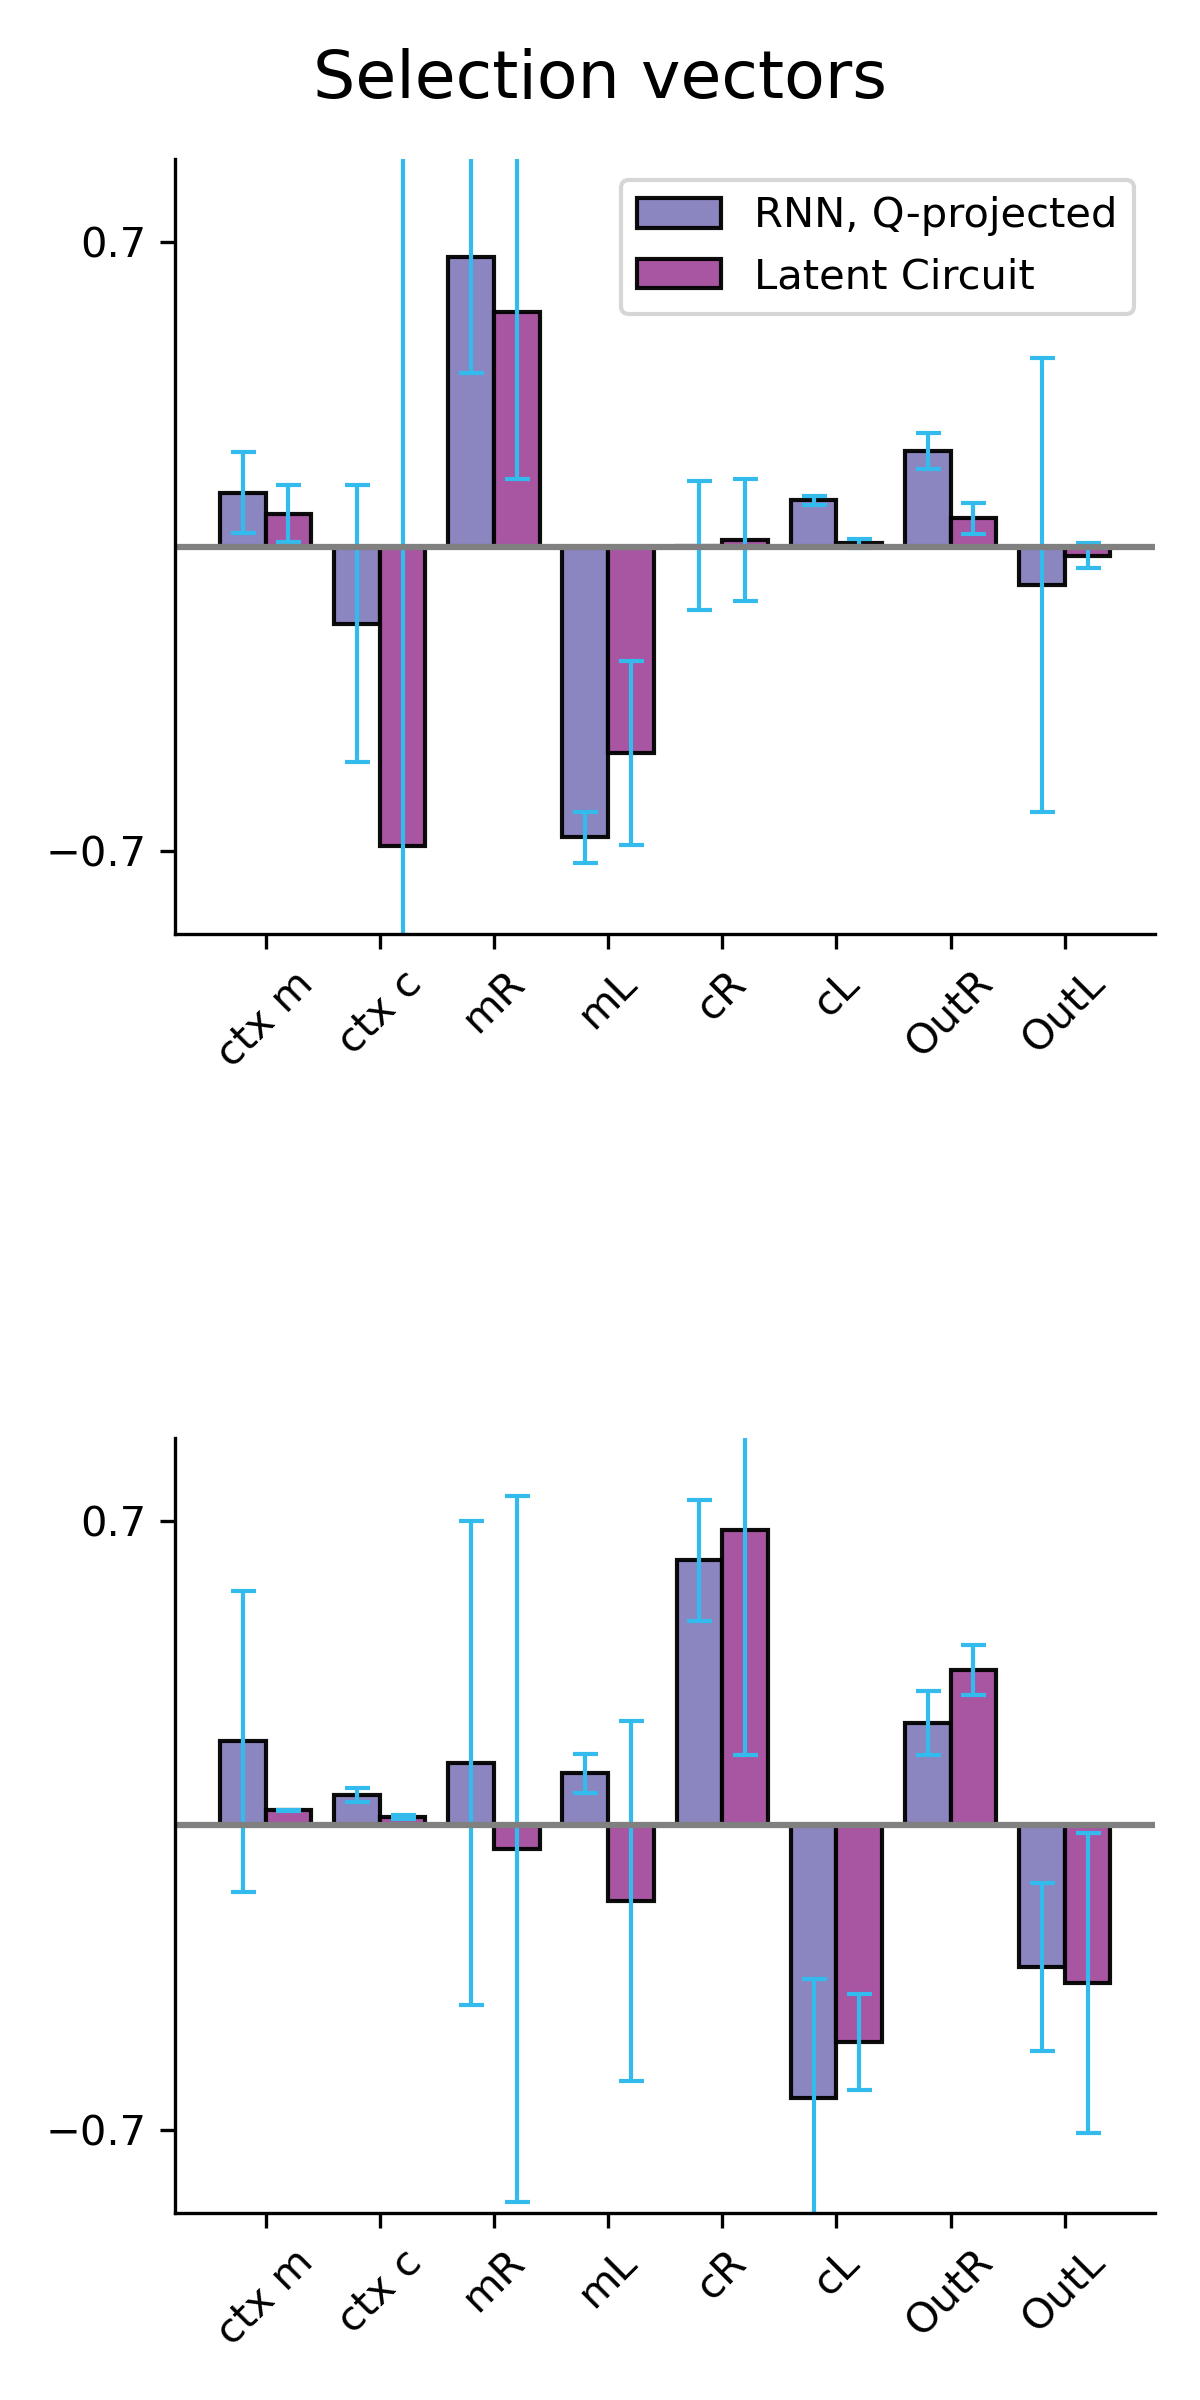 Selection vectors
RNN, Q-projected
Latent Circuit
0.7
−0.7
ctx m
ctx c
mR
mL
cR
cL
OutR
OutL
0.7
−0.7
ctx m
ctx c
mR
mL
cR
cL
OutR
OutL